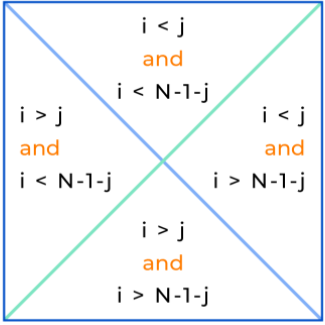 i < j
and
i < N-1-j
i > j
and
i < N-1-j
i < j
and
i > N-1-j
i > j
and
i > N-1-j